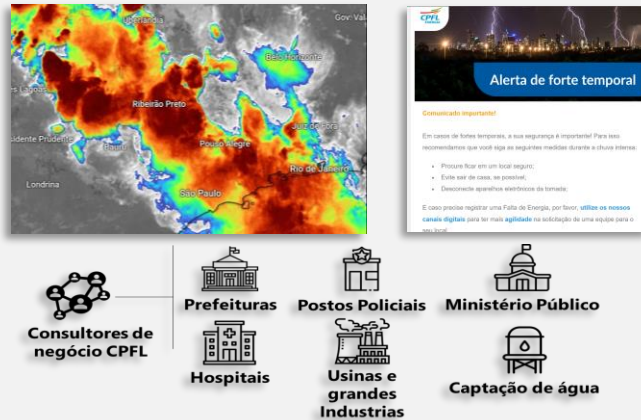 Uberlandia
Gov. Val
Belo Horizonte
Ribeirão Preto
Juiz de Fora
Presidente Prudente
Bauru
Pouso Alegre
Rio de Janeiro
Londrina
São Paulo
CPFL
ENERGIA
Alerta de forte temporal
Comunicado importante!
Em casos de fortes temporais, a sua segurança é importante! Para isso
recomendamos que você siga as seguintes medidas durante a chuva intensa:
Procure ficar em um local seguro;
Evite sair de casa, se possível;
Desconecte aparelhos eletrônicos da tomada;
E caso precise registrar uma Falta de Energia, por favor, utilize os nossos
canais digitais para ter mais agilidade na solicitação de uma equipe para o
seu local
Consultores de
negócio CPFL
Prefeituras
Postos Policiais
Ministério Público
Hospitais
Usinas e
grandes
Industrias
Captação de água